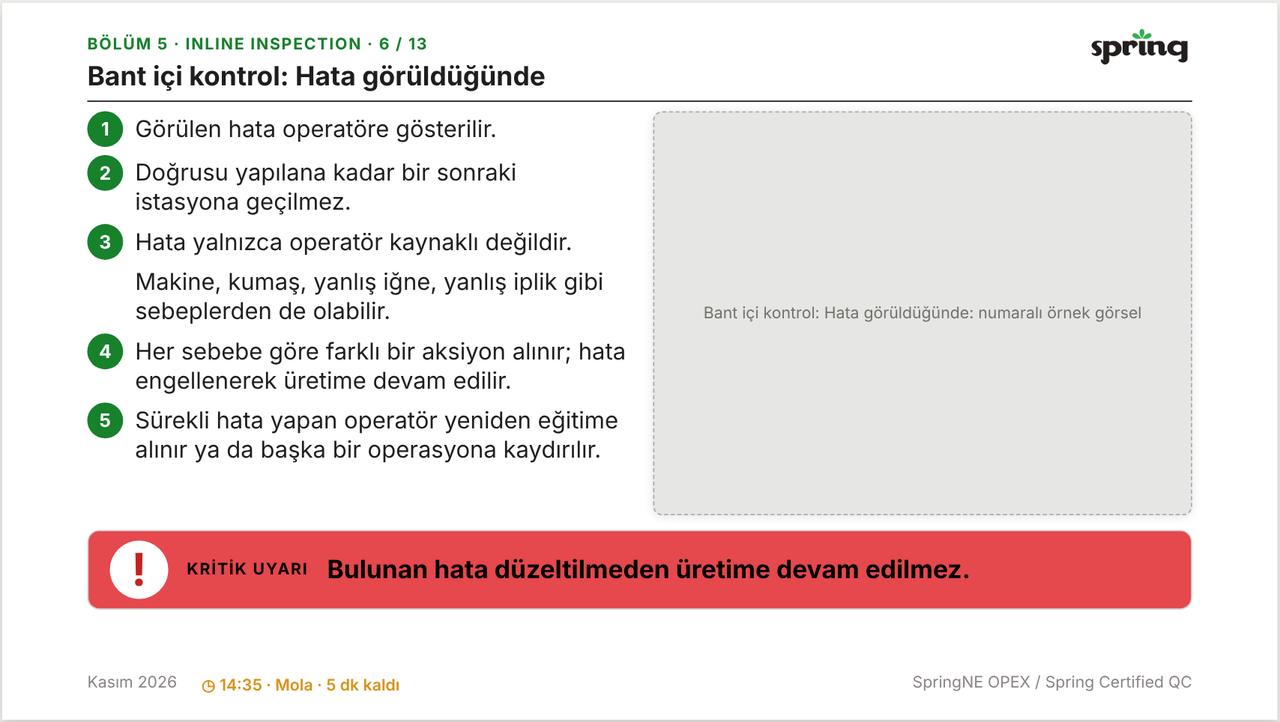 BÖLÜM 5 · INLINE INSPECTION · 6 / 13
spring
Bant içi kontrol: Hata görüldüğünde
1 Görülen hata operatöre gösterilir.
2 Doğrusu yapılana kadar bir sonraki
istasyona geçilmez.
3 Hata yalnızca operatör kaynaklı değildir.
Makine, kumaş, yanlış iğne, yanlış iplik gibi
sebeplerden de olabilir.
4 Her sebebe göre farklı bir aksiyon alınır; hata
engellenerek üretime devam edilir.
5 Sürekli hata yapan operatör yeniden eğitime
alınır ya da başka bir operasyona kaydırılır.
Bant içi kontrol: Hata görüldüğünde: numaralı örnek görsel
! KRİTİK UYARI Bulunan hata düzeltilmeden üretime devam edilmez.
Kasım 2026 ◷ 14:35 · Mola · 5 dk kaldı
SpringNE OPEX / Spring Certified QC